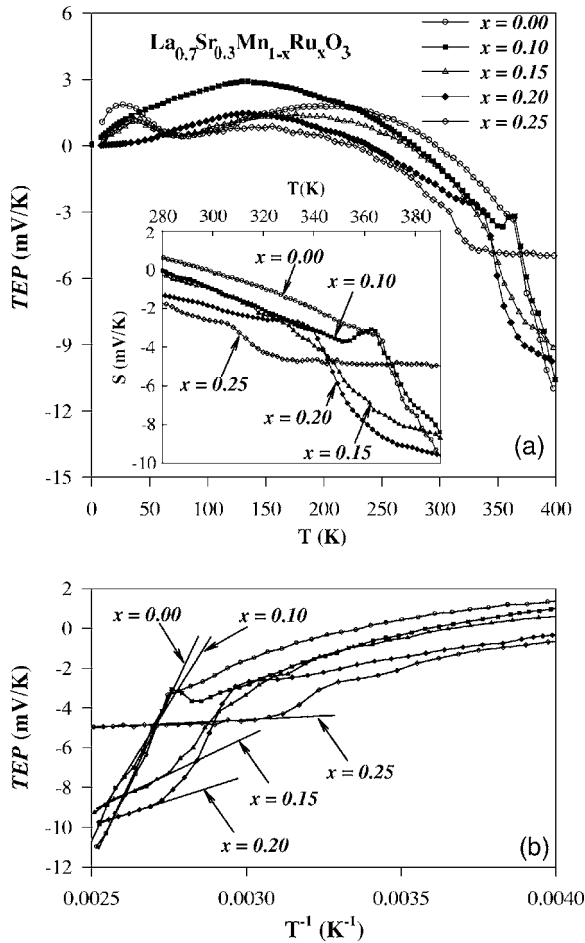 (a)
La0.7Sr0.3Mn1-xRuxO3
x = 0.00
x = 0.10
x = 0.15
x = 0.20
x = 0.25
6
3
0
-3
-6
-9
-12
-15
TEP (mV/K)
T(K)
280 300 320 340 360 380
2
0
-2
-4
-6
-8
-10
S (mV/K)
x = 0.00
x = 0.10
x = 0.25
x = 0.20
x = 0.15
0 50 100 150 200 250 300 350 400
T (K)
2
0
-2
-4
-6
-8
-10
-12
TEP (mV/K)
x = 0.00
x = 0.10
x = 0.25
x = 0.15
x = 0.20
(b)
0.0025 0.0030 0.0035 0.0040
T-1 (K-1)